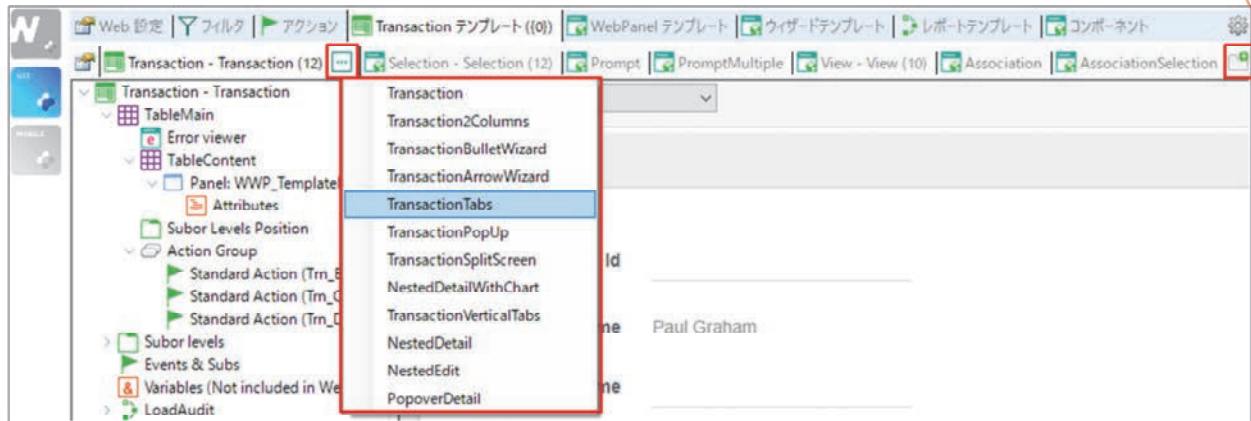 Web 設定 フィルタ アクション Transaction テンプレート ({0}) WebPanel テンプレート ウィザードテンプレート レポートテンプレート コンポーネント
Transaction - Transaction (12) Selection - Selection (12) Prompt PromptMultiple View - View (10) Association AssociationSelection
Transaction - Transaction
TableMain
Error viewer
TableContent
Panel: WWP_Templatel
Attributes
Subor Levels Position
Action Group
Standard Action (Trn_E
Standard Action (Trn_C
Standard Action (Trn_D
Subor levels
Events & Subs
Variables (Not included in We
LoadAudit
Transaction
Transaction2Columns
TransactionBulletWizard
TransactionArrowWizard
TransactionTabs
TransactionPopUp
TransactionSplitScreen
NestedDetailWithChart
TransactionVerticalTabs
NestedDetail
NestedEdit
PopoverDetail
Id
me Paul Graham
me
W
MOBILE